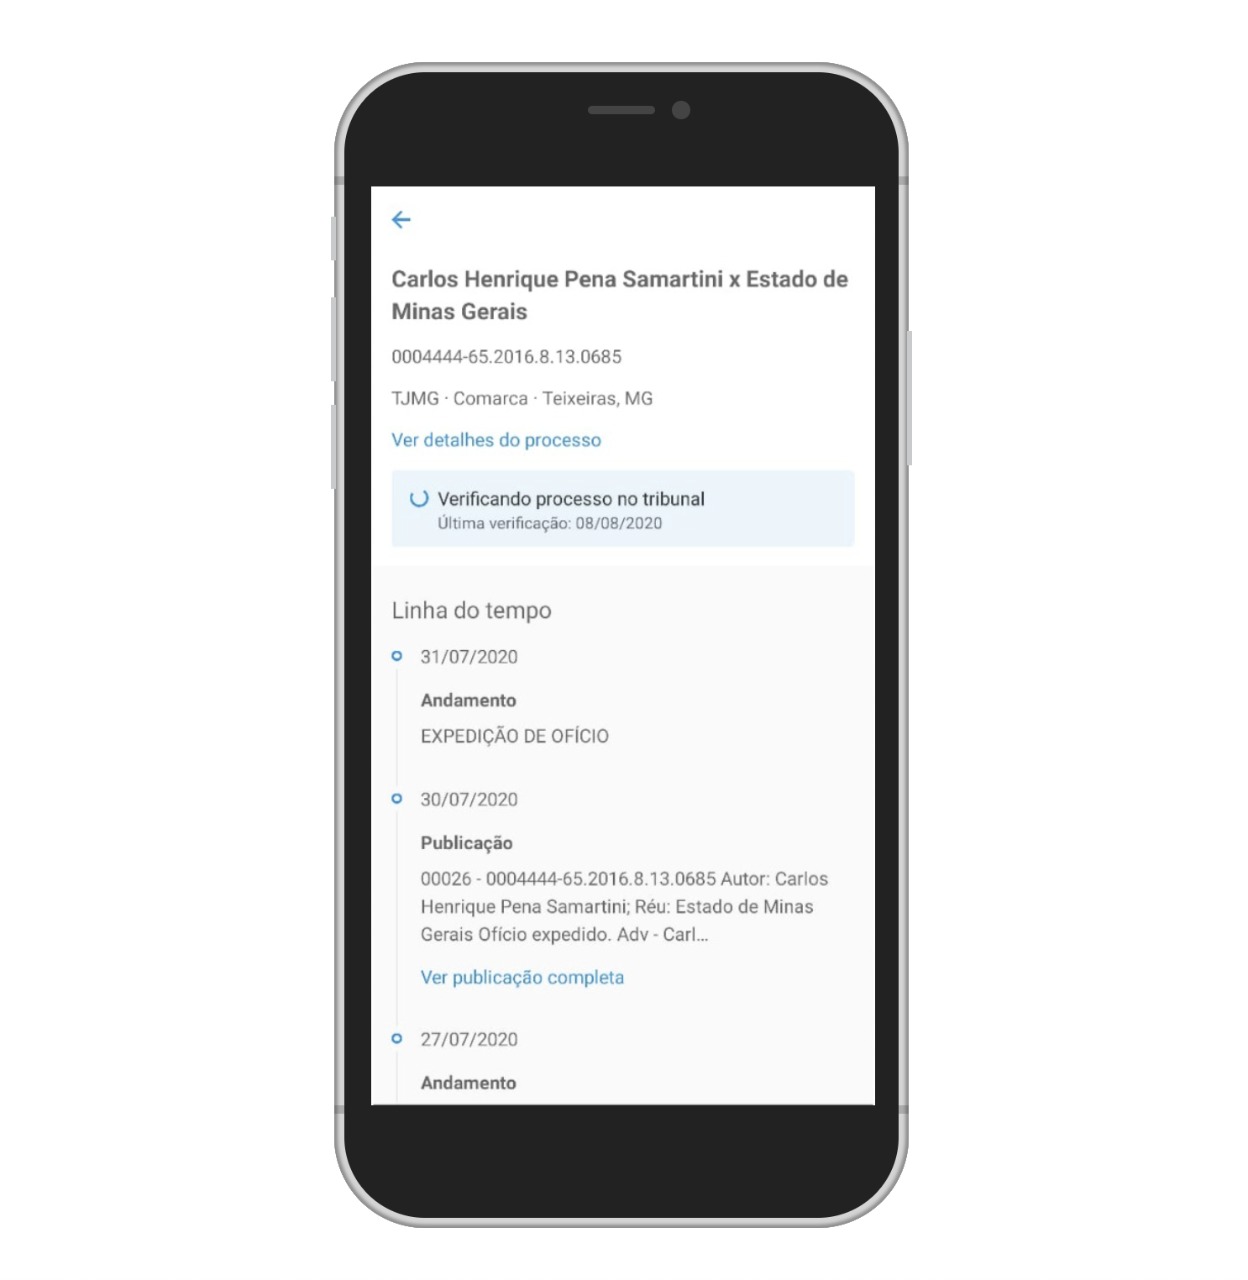 Carlos Henrique Pena Samartini x Estado de
Minas Gerais
0004444-65.2016.8.13.0685
TJMG · Comarca · Teixeiras, MG
Ver detalhes do processo
Verificando processo no tribunal
Última verificação: 08/08/2020
Linha do tempo
31/07/2020
Andamento
EXPEDIÇÃO DE OFÍCIO
30/07/2020
Publicação
00026 - 0004444-65.2016.8.13.0685 Autor: Carlos
Henrique Pena Samartini; Réu: Estado de Minas
Gerais Ofício expedido. Adv - Carl...
Ver publicação completa
27/07/2020
Andamento